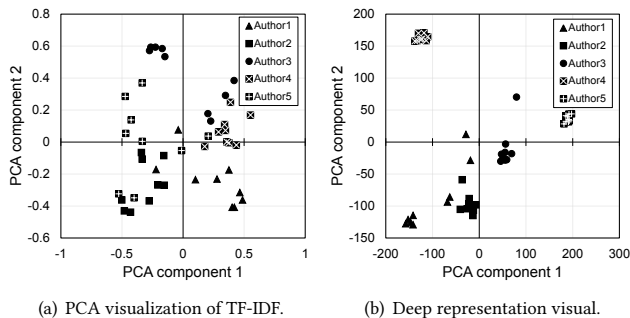 0.8
0.6
0.4
0.2
0
-0.2
-0.4
-0.6
-1
-0.5
0
0.5
1
PCA component 2
PCA component 1
Author1
Author2
Author3
Author4
Author5
(a) PCA visualization of TF-IDF.
200
150
100
50
0
-50
-100
-150
-200
-100
0
100
200
300
PCA component 2
PCA component 1
Author1
Author2
Author3
Author4
Author5
(b) Deep representation visual.